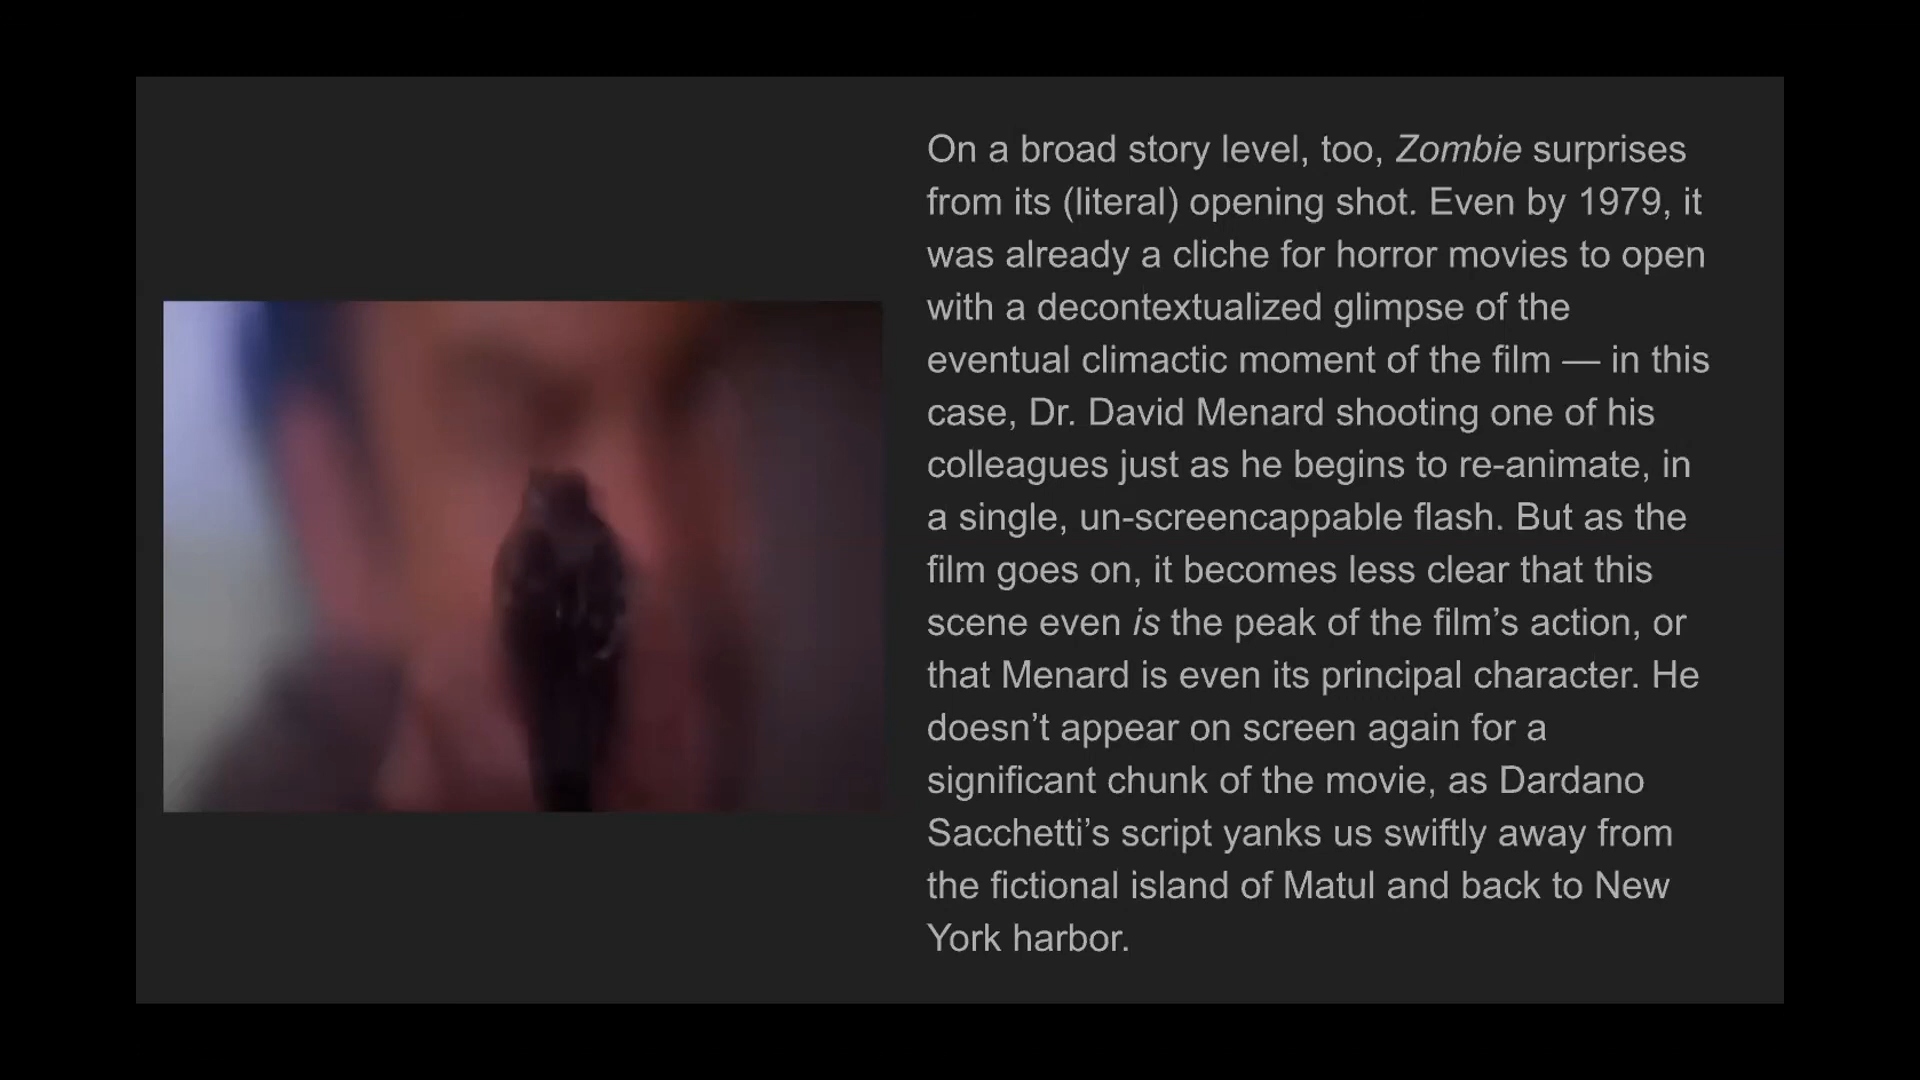 On a broad story level, too, Zombie surprises
from its (literal) opening shot. Even by 1979, it
was already a cliche for horror movies to open
with a decontextualized glimpse of the
eventual climactic moment of the film — in this
case, Dr. David Menard shooting one of his
colleagues just as he begins to re-animate, in
a single, un-screencappable flash. But as the
film goes on, it becomes less clear that this
scene even is the peak of the film’s action, or
that Menard is even its principal character. He
doesn’t appear on screen again for a
significant chunk of the movie, as Dardano
Sacchetti’s script yanks us swiftly away from
the fictional island of Matul and back to New
York harbor.